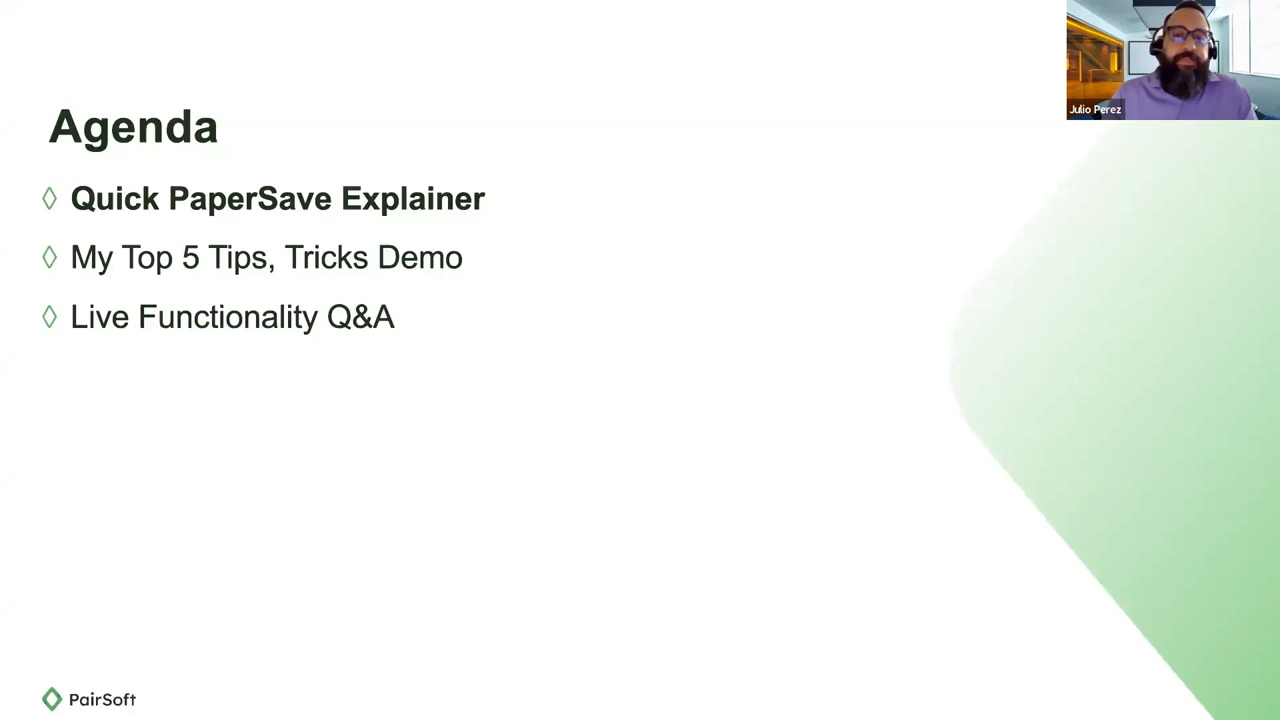 Julio Perez
Agenda
Quick PaperSave Explainer
My Top 5 Tips, Tricks Demo
Live Functionality Q&A
PairSoft